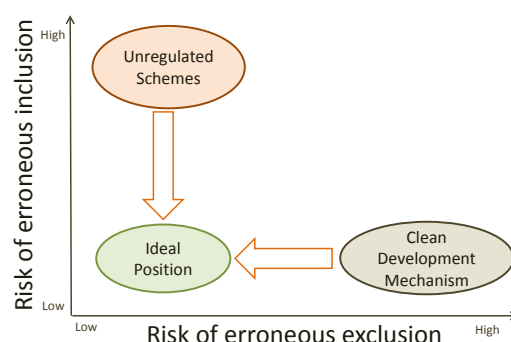 Risk of erroneous inclusion
High
Unregulated
Schemes
Ideal
Position
Clean
Development
Mechanism
Low
Low
Risk of erroneous exclusion
High